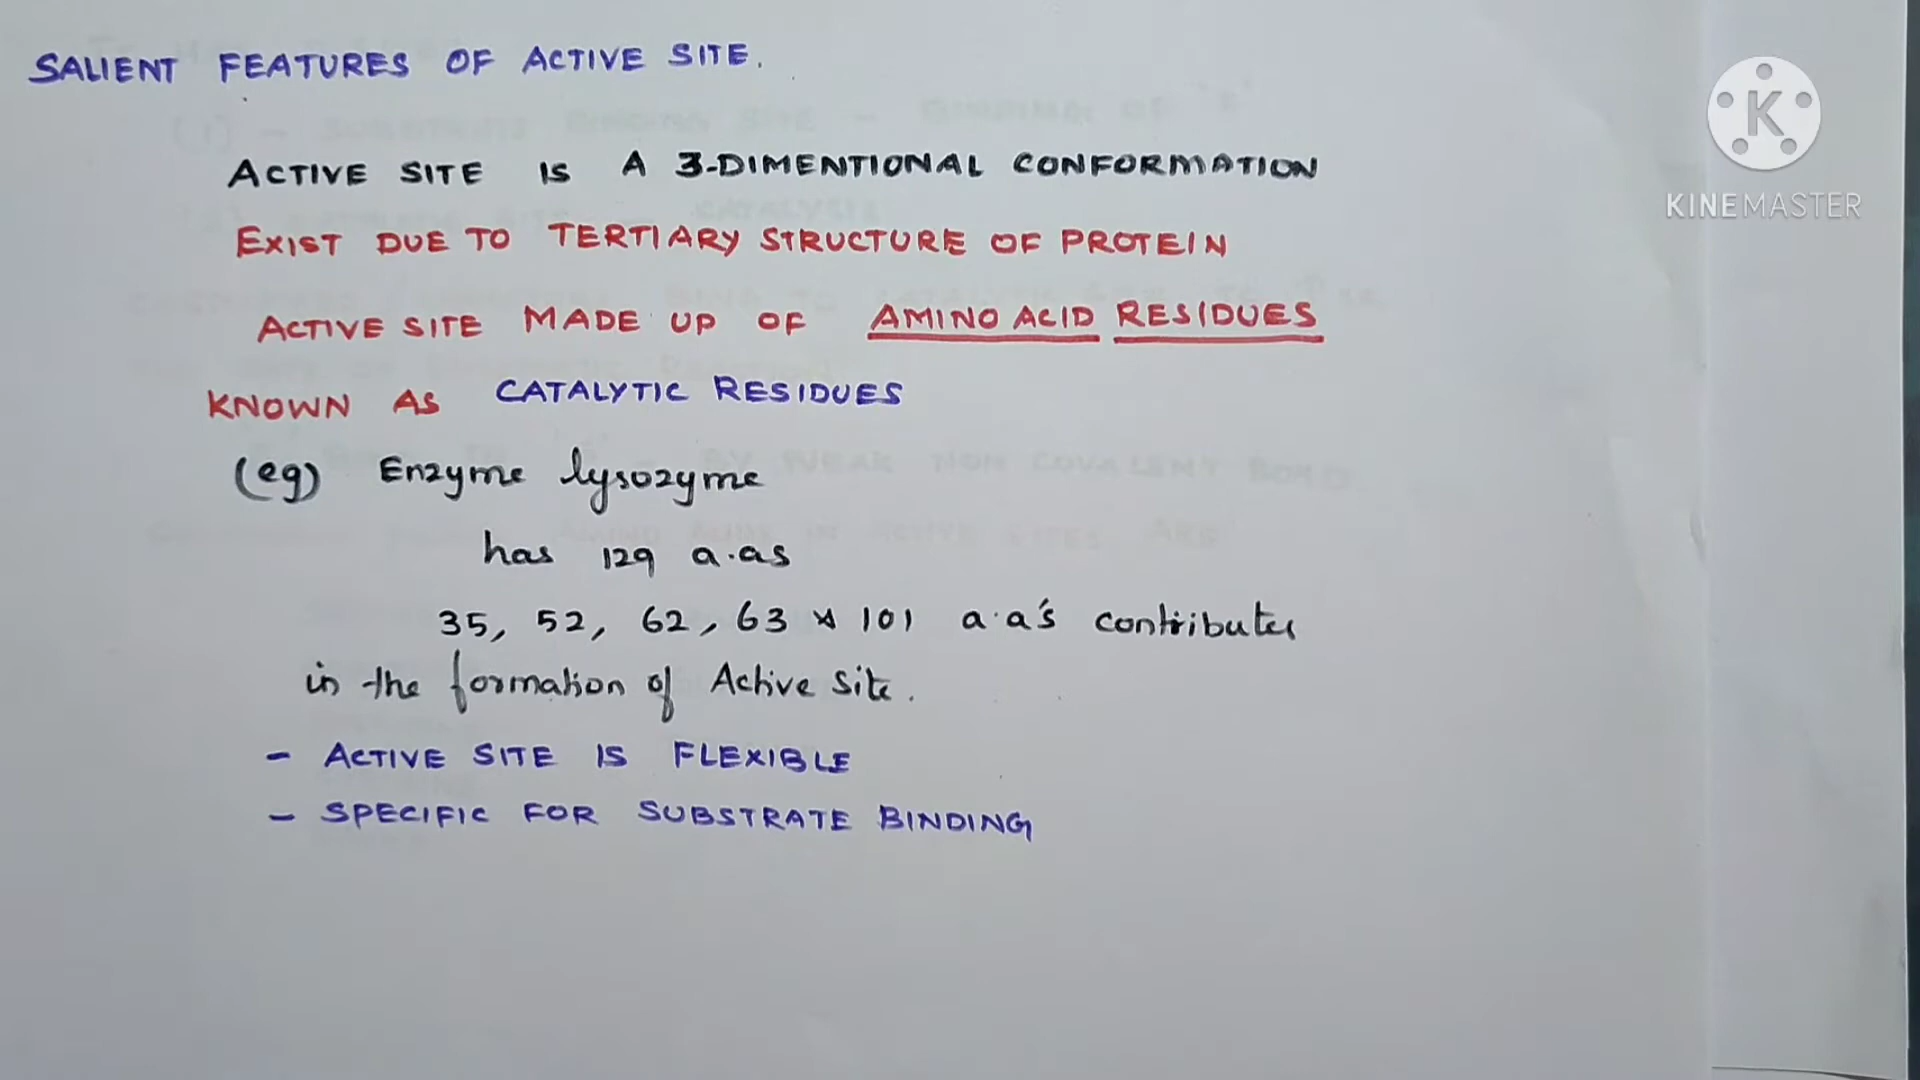 SALIENT FEATURES OF ACTIVE SITE.
K
KINEMASTER
ACTIVE SITE IS A 3-DIMENTIONAL CONFORMATION
EXIST DUE TO TERTIARY STRUCTURE OF PROTEIN
ACTIVE SITE MADE UP OF AMINO ACID RESIDUES
KNOWN AS CATALYTIC RESIDUES
(eg) Enzyme lysozyme
has 129 a.as
35, 52, 62, 63 & 101 a.a's contributes
in the formation of Active Site.
- ACTIVE SITE IS FLEXIBLE
- SPECIFIC FOR SUBSTRATE BINDING